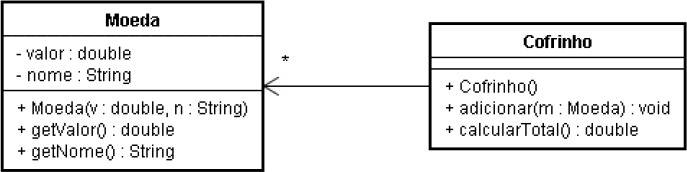 Moeda
- valor : double
- nome : String
+ Moeda(v : double, n : String)
+ getValor() : double
+ getNome() : String
*
Cofrinho
+ Cofrinho()
+ adicionar(m : Moeda) : void
+ calcularTotal() : double